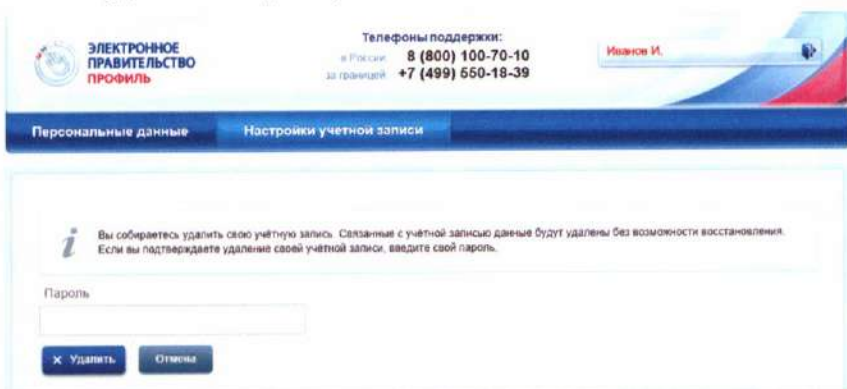 ЭЛЕКТРОННОЕ
ПРАВИТЕЛЬСТВО
ПРОФИЛЬ
Телефоны поддержки:
в России 8 (800) 100-70-10
за границей +7 (499) 550-18-39
Иванов И.
Персональные данные Настройки учетной записи
Вы собираетесь удалить свою учётную запись. Связанные с учётной записью данные будут удалены без возможности восстановления.
Если вы подтверждаете удаление своей учётной записи, введите свой пароль.
Пароль
× Удалить Отмена